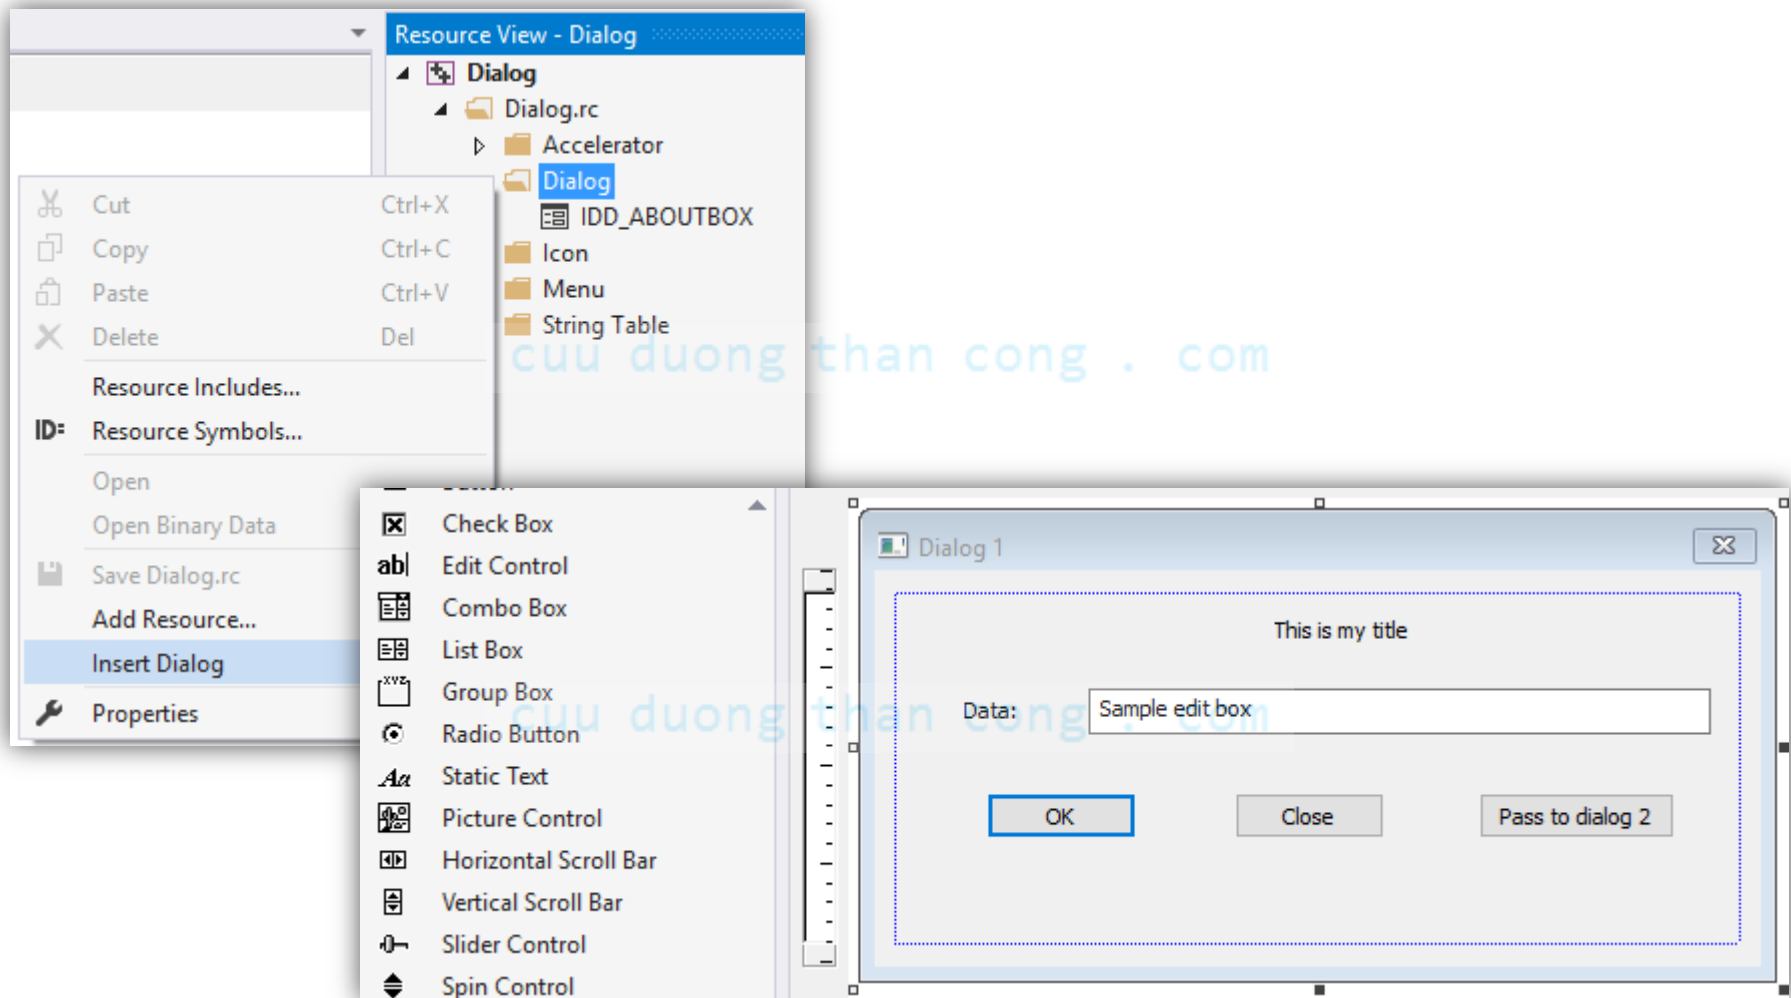 Resource View - Dialog
Dialog
Dialog.rc
Accelerator
Dialog
IDD_ABOUTBOX
Icon
Menu
String Table
Cut Ctrl+X
Copy Ctrl+C
Paste Ctrl+V
Delete Del
Resource Includes...
ID= Resource Symbols...
Open
Open Binary Data
Save Dialog.rc
Add Resource...
Insert Dialog
Properties
cuu duong than cong . com
Check Box
ab| Edit Control
Combo Box
List Box
XYZ Group Box
Radio Button
Aa Static Text
Picture Control
Horizontal Scroll Bar
Vertical Scroll Bar
Slider Control
Spin Control
Dialog 1
This is my title
Data: Sample edit box
OK Close Pass to dialog 2
cuu duong than cong . com